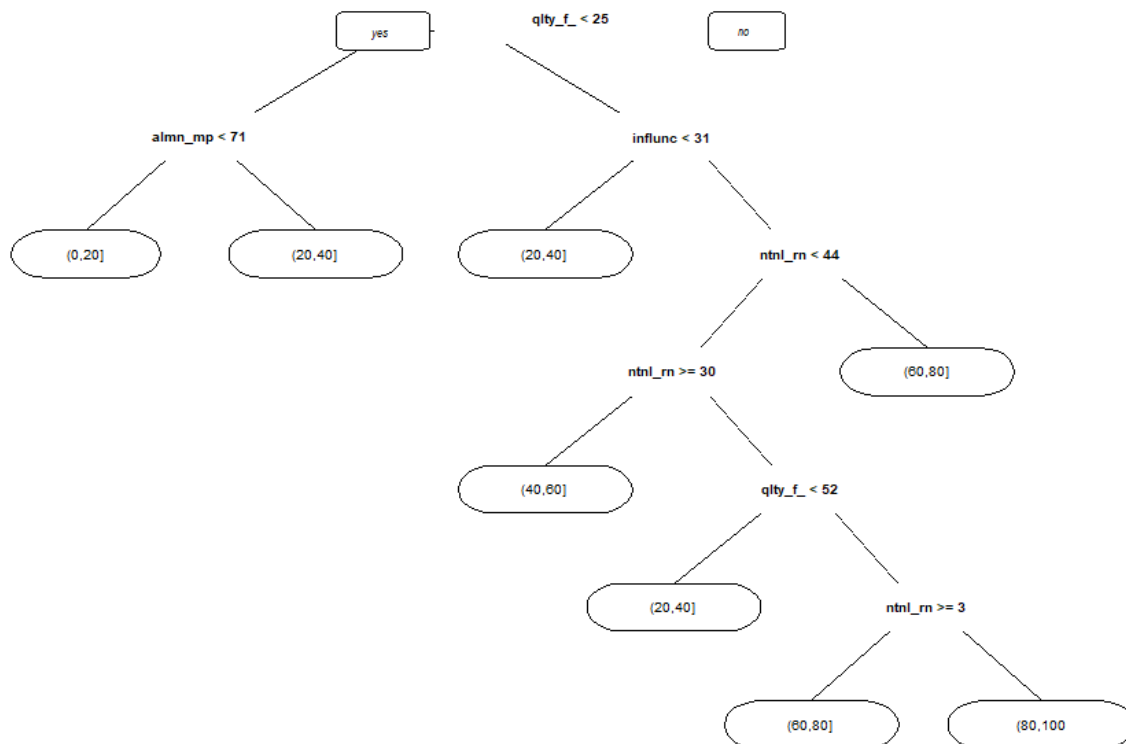 qlty_f_ < 25
yes
no
almn_mp < 71
influnc < 31
(0,20]
(20,40]
(20,40]
ntnl_rn < 44
ntnl_rn >= 30
(60,80]
(40,60]
qlty_f_ < 52
(20,40]
ntnl_rn >= 3
(60,80]
(80,100